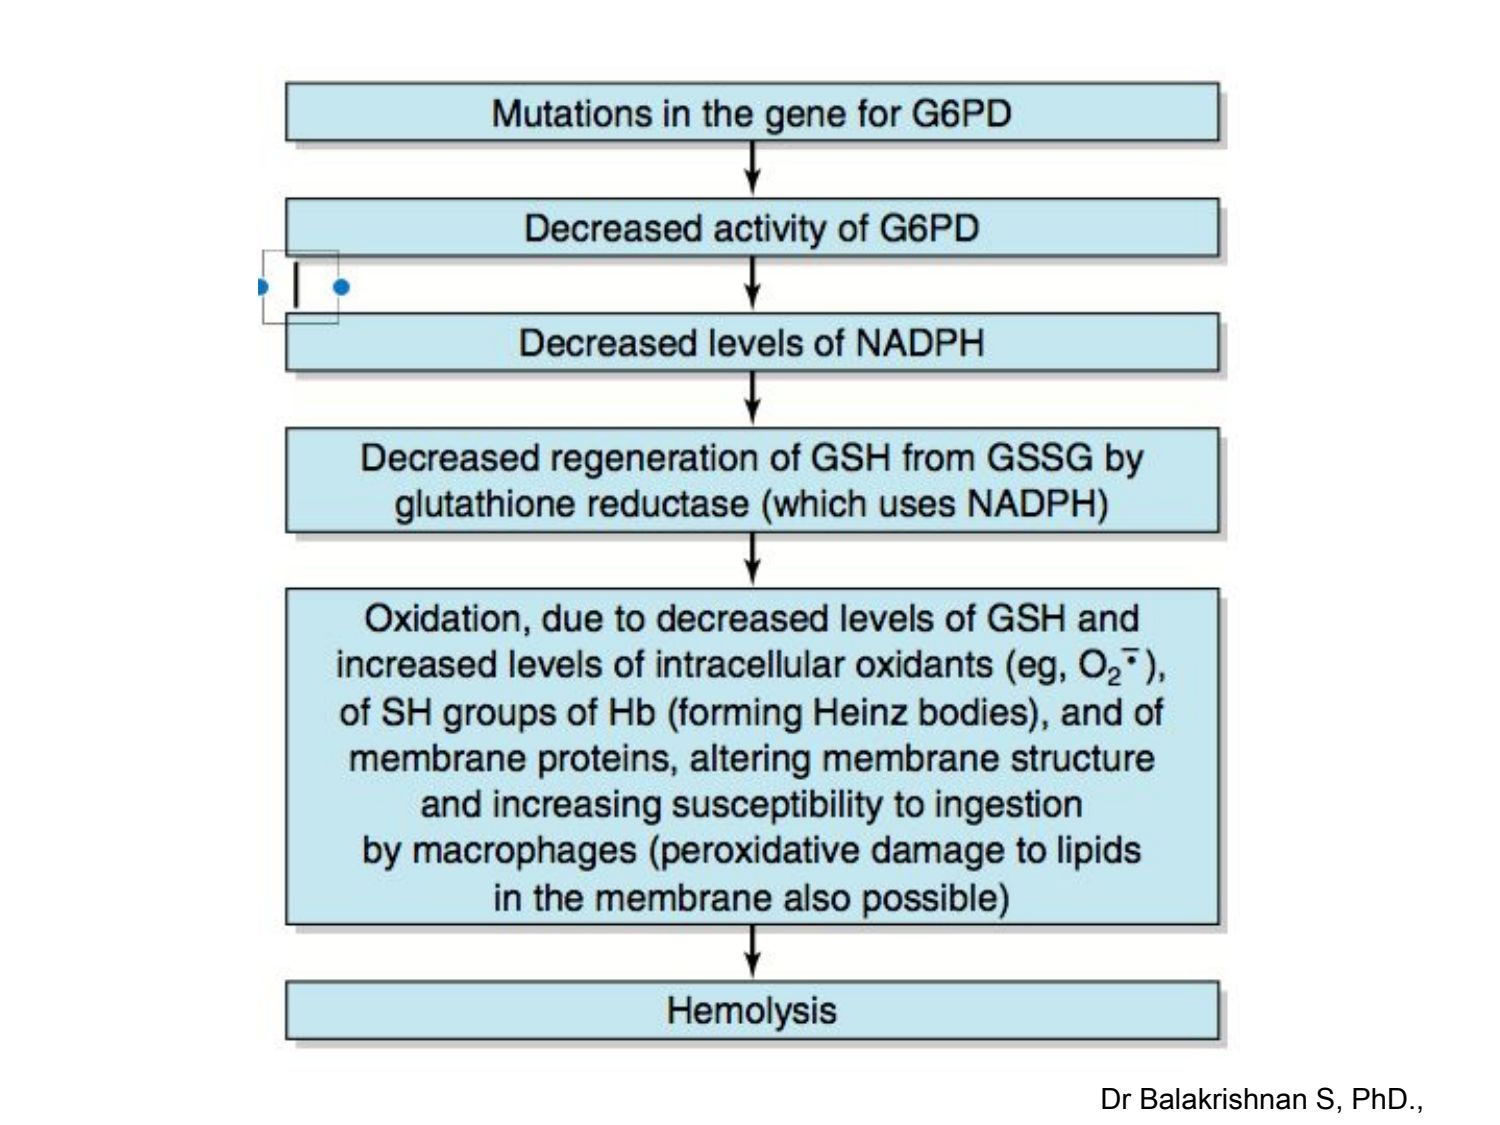 Mutations in the gene for G6PD
Decreased activity of G6PD
Decreased levels of NADPH
Decreased regeneration of GSH from GSSG by
glutathione reductase (which uses NADPH)
Oxidation, due to decreased levels of GSH and
increased levels of intracellular oxidants (eg, O₂⁻•),
of SH groups of Hb (forming Heinz bodies), and of
membrane proteins, altering membrane structure
and increasing susceptibility to ingestion
by macrophages (peroxidative damage to lipids
in the membrane also possible)
Hemolysis
Dr Balakrishnan S, PhD.,